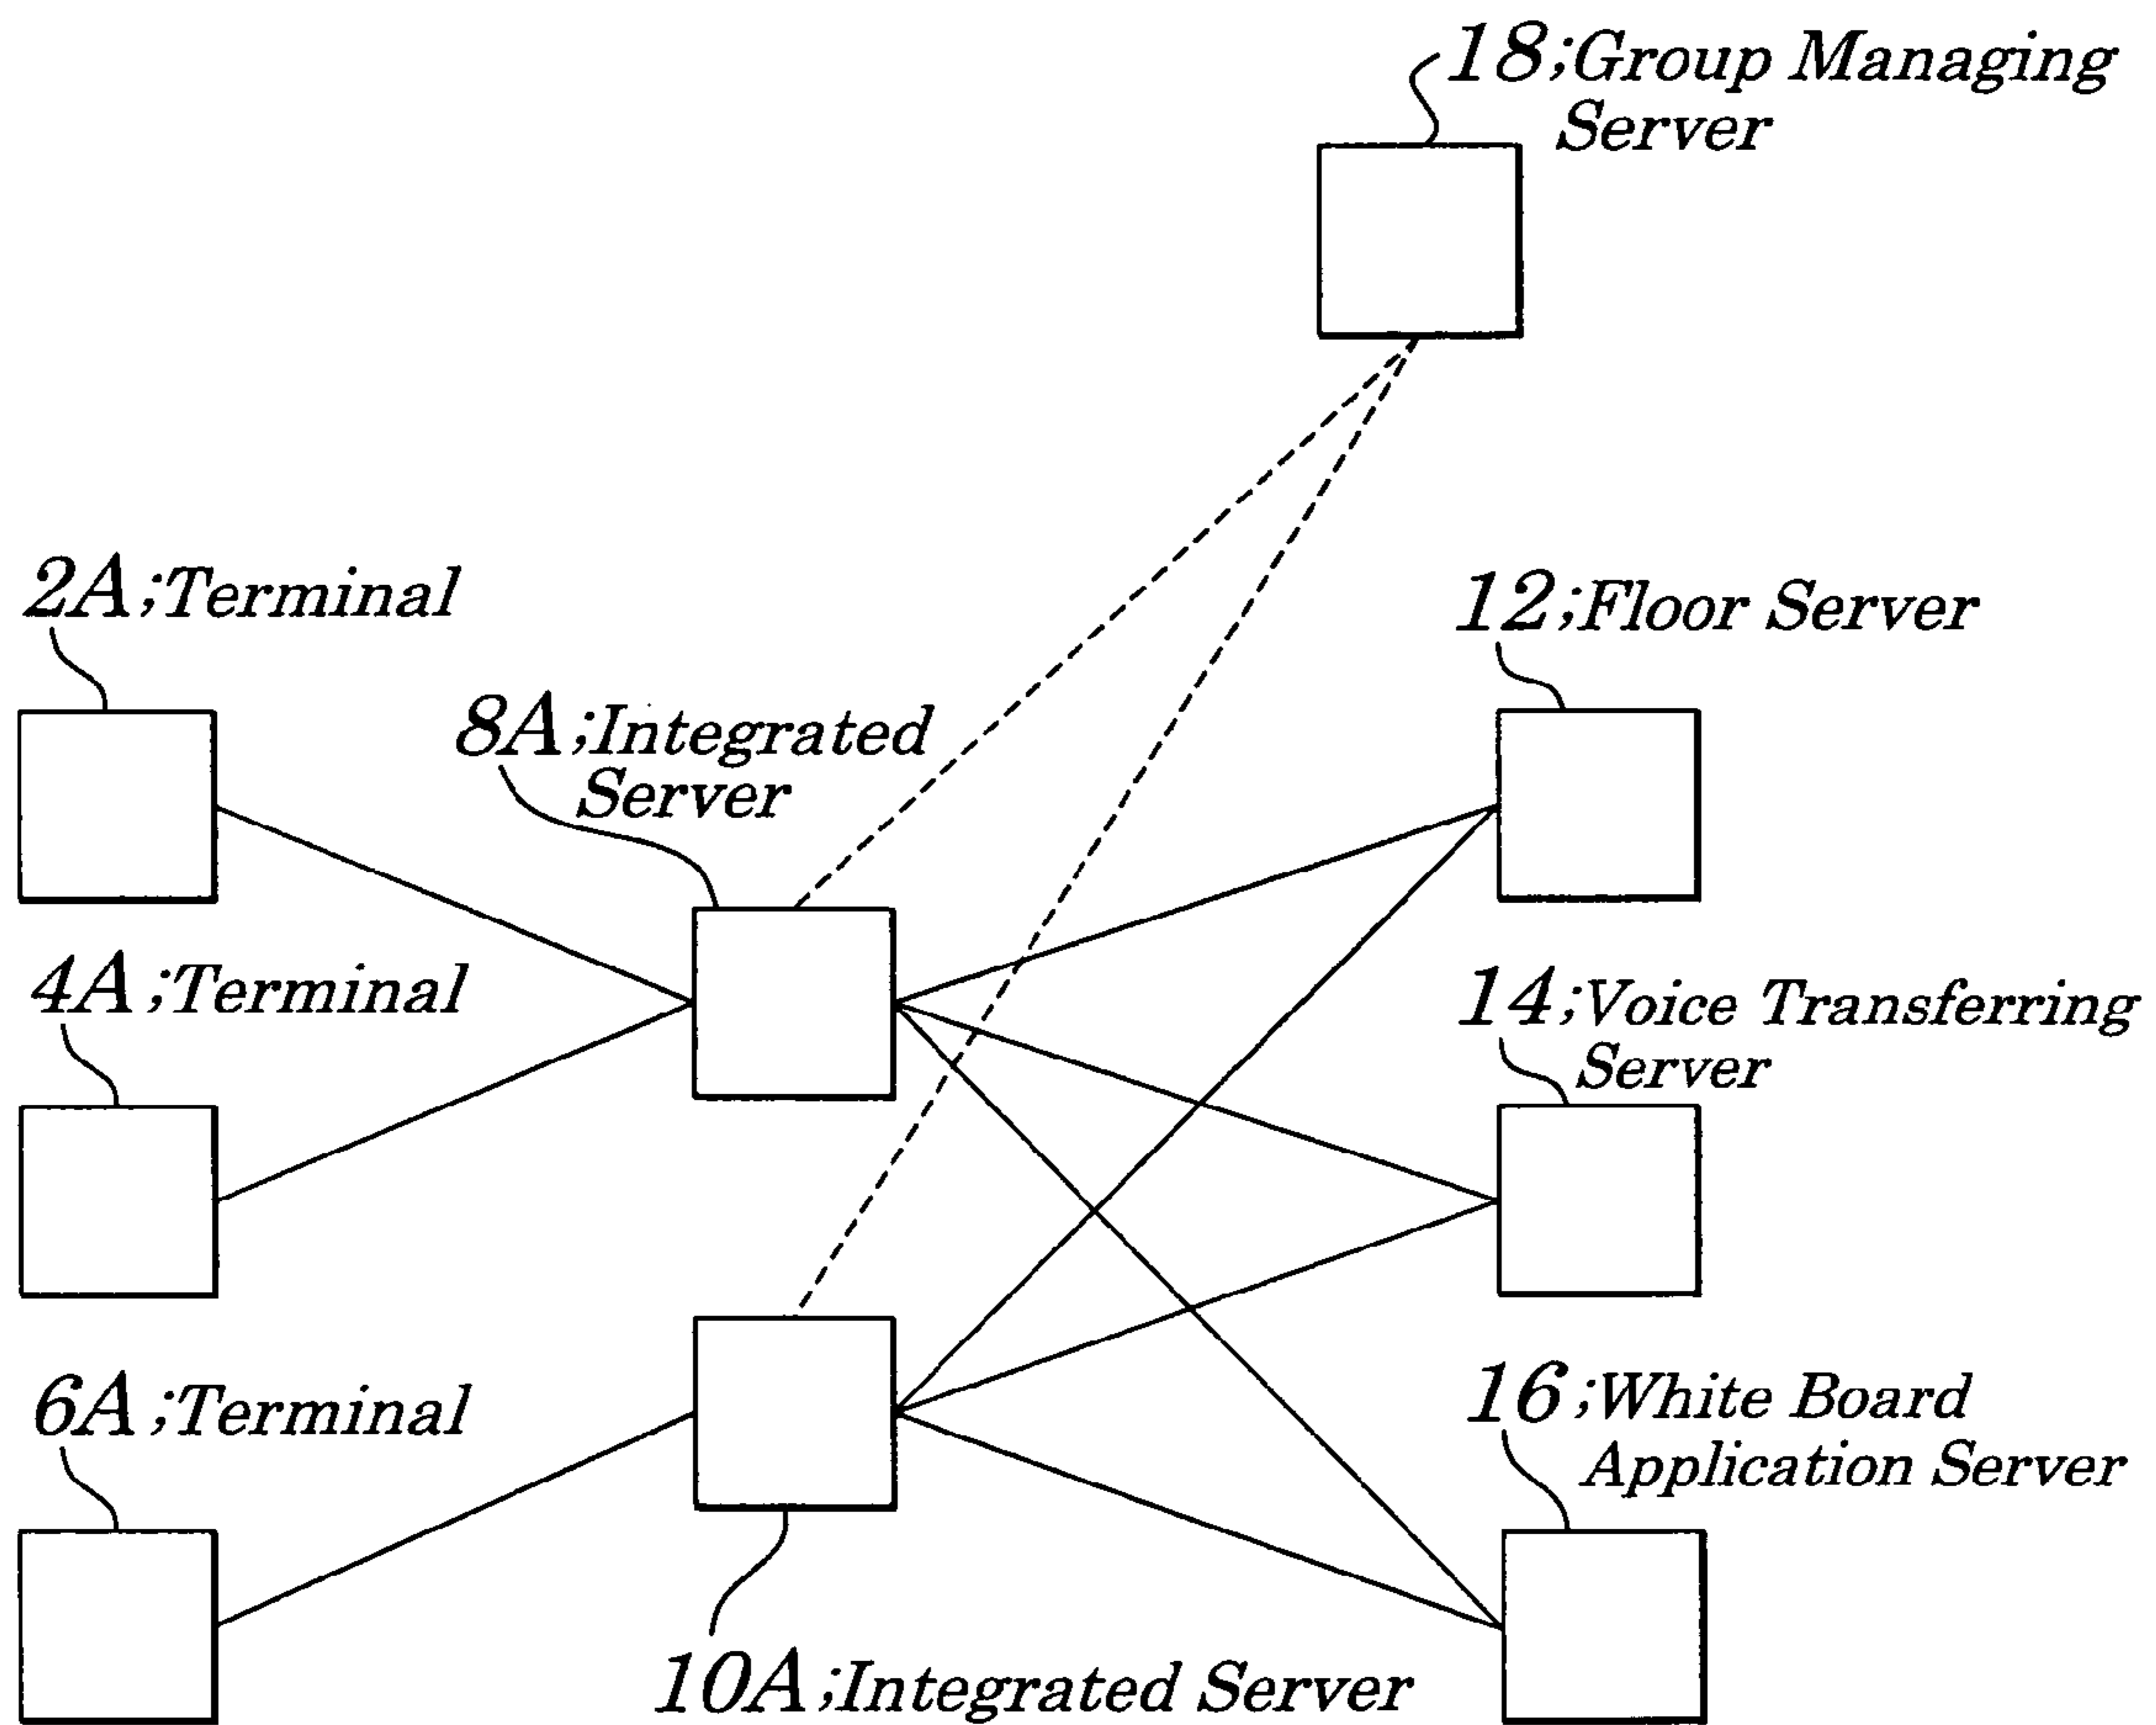 18;Group Managing
Server
2A;Terminal
12;Floor Server
8A;Integrated
Server
4A;Terminal
14;Voice Transferring
Server
6A;Terminal
16;White Board
Application Server
10A;Integrated Server